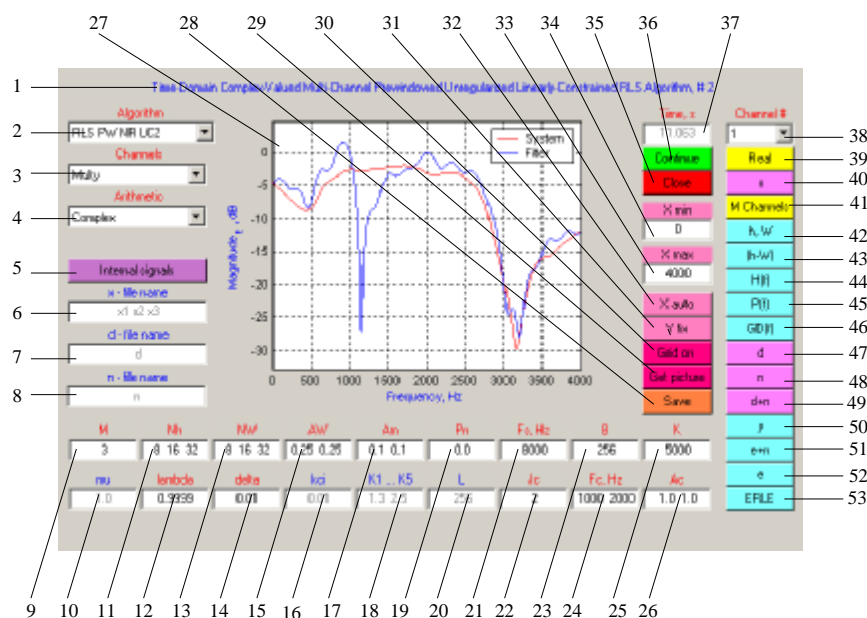 27 28 29 30 31 32 33 34 35 36 37
1 Time-Domain Complex-Valued Multi-Channel Prewindowed Unregularized Linearly-Constrained RLS Algorithm, # 2
Algorithm
2 RLS PW NR LC2
Channels
3 Multy
Arithmetic
4 Complex
5 Internal signals
x - file name
6 x1 x2 x3
d - file name
7 d
n - file name
8 n
System
Filter
Magnitude, dB
0
-5
-10
-15
-20
-25
-30
0 500 1000 1500 2000 2500 3000 3500 4000
Frequency, Hz
Time, s
Continue
Close
X min
0
X max
4000
X auto
Y fix
Grid on
Get picture
Save
Channel #
1 38
Real 39
x 40
M Channels 41
h, W 42
|h-W| 43
H(f) 44
P(f) 45
GD(f) 46
d 47
n 48
d+n 49
y 50
e+n 51
e 52
EFILE 53
M Nh NW AW Am Pn Fs, Hz B K
3 8 16 32 8 16 32 0.25 0.25 0.1 0.1 0.0 8000 256 5000
mu lambda delta L Jc Fc, Hz Ac
1.0 0.9999 0.01 0.01 256 2 1000 2000 1.0 1.0
9 10 11 12 13 14 15 16 17 18 19 20 21 22 23 24 25 26